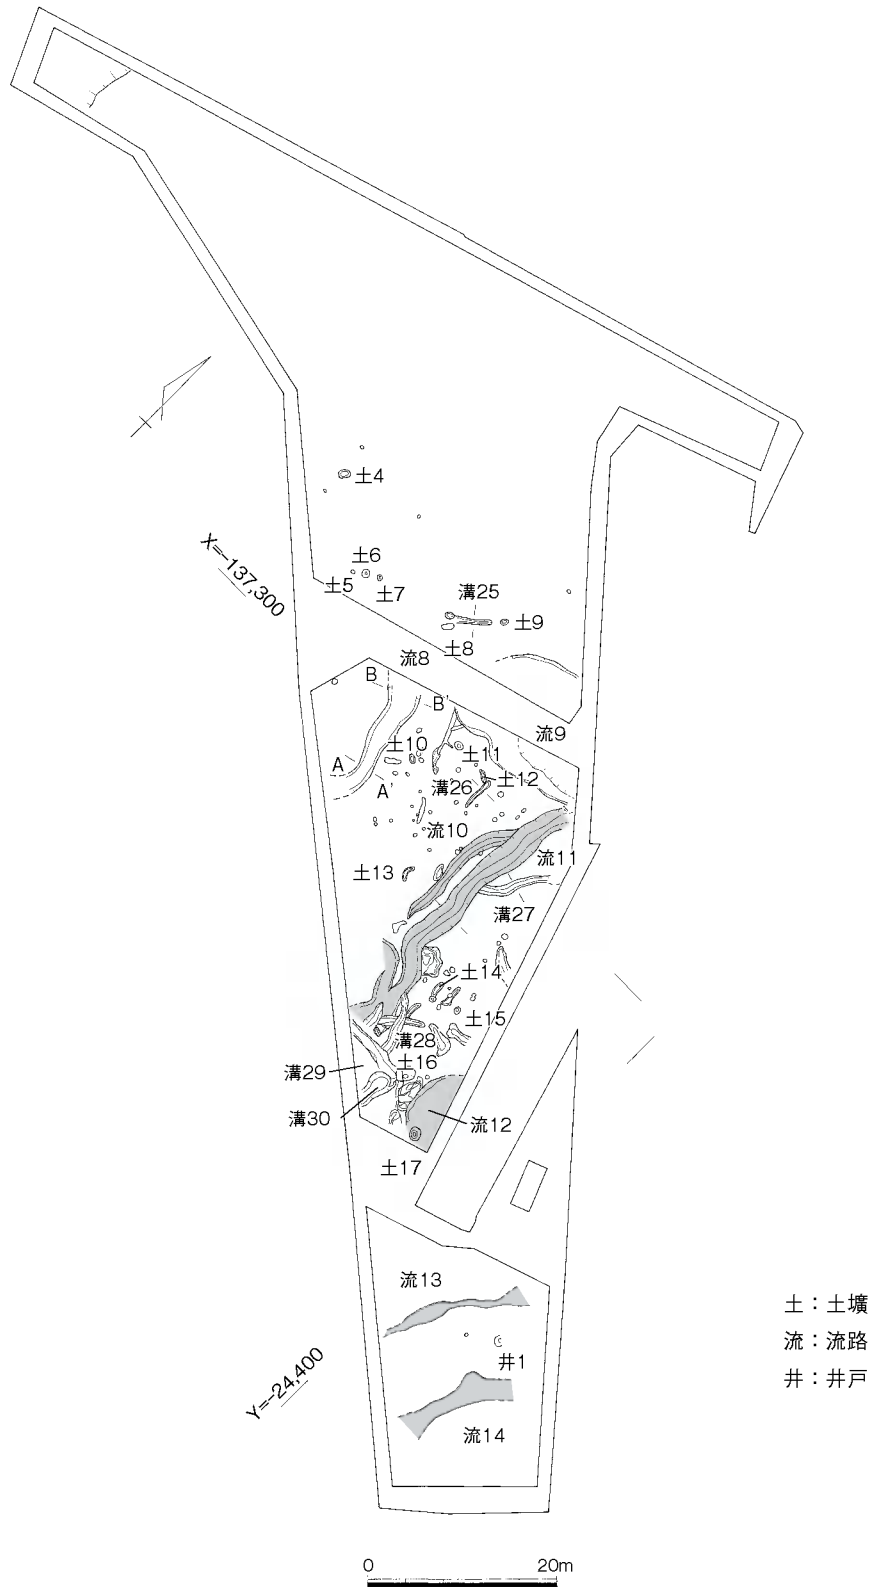 土4
X=-137,300
土6
土5
土7
溝25
土9
土8
流8
B
B'
流9
土10
土11
A
土12
A'
溝26
流10
流11
土13
溝27
土14
土15
溝28
土16
溝29
溝30
流12
土17
流13
井1
Y=-24,400
流14
土：土壙
流：流路
井：井戸
0 20m